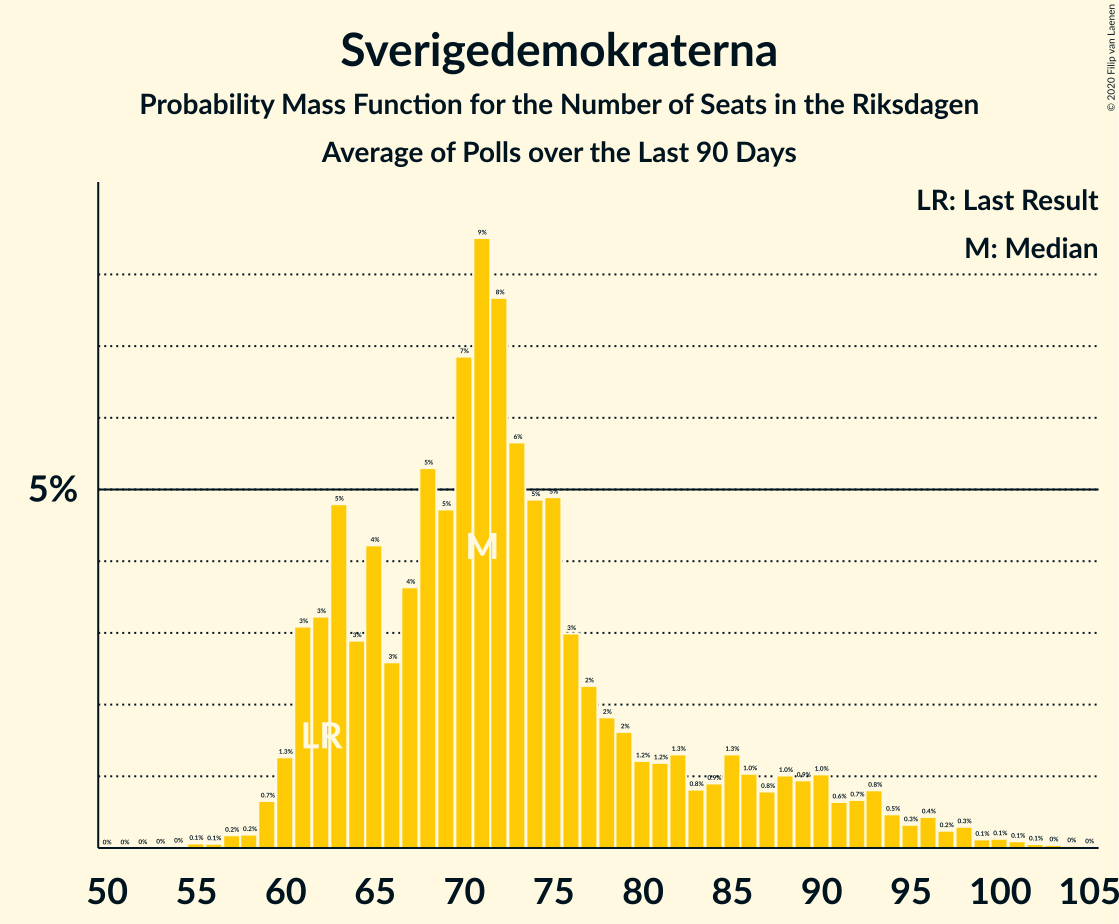 Sverigedemokraterna
Probability Mass Function for the Number of Seats in the Riksdagen
Average of Polls over the Last 90 Days
© 2020 Filip van Laenen
LR: Last Result
M: Median
5%
0% 0% 0% 0% 0% 0.1% 0.1% 0.2% 0.2% 0.7% 1.3% 3% 3% 5% 3% 4% 3% 4% 5% 5% 7% 9% 8% 6% 5% 5% 3% 2% 2% 2% 1.2% 1.2% 1.3% 0.8% 0.9% 1.3% 1.0% 0.8% 1.0% 0.9% 1.0% 0.6% 0.7% 0.8% 0.5% 0.3% 0.4% 0.2% 0.3% 0.1% 0.1% 0.1% 0.1% 0% 0% 0%
M
LR
50 55 60 65 70 75 80 85 90 95 100 105